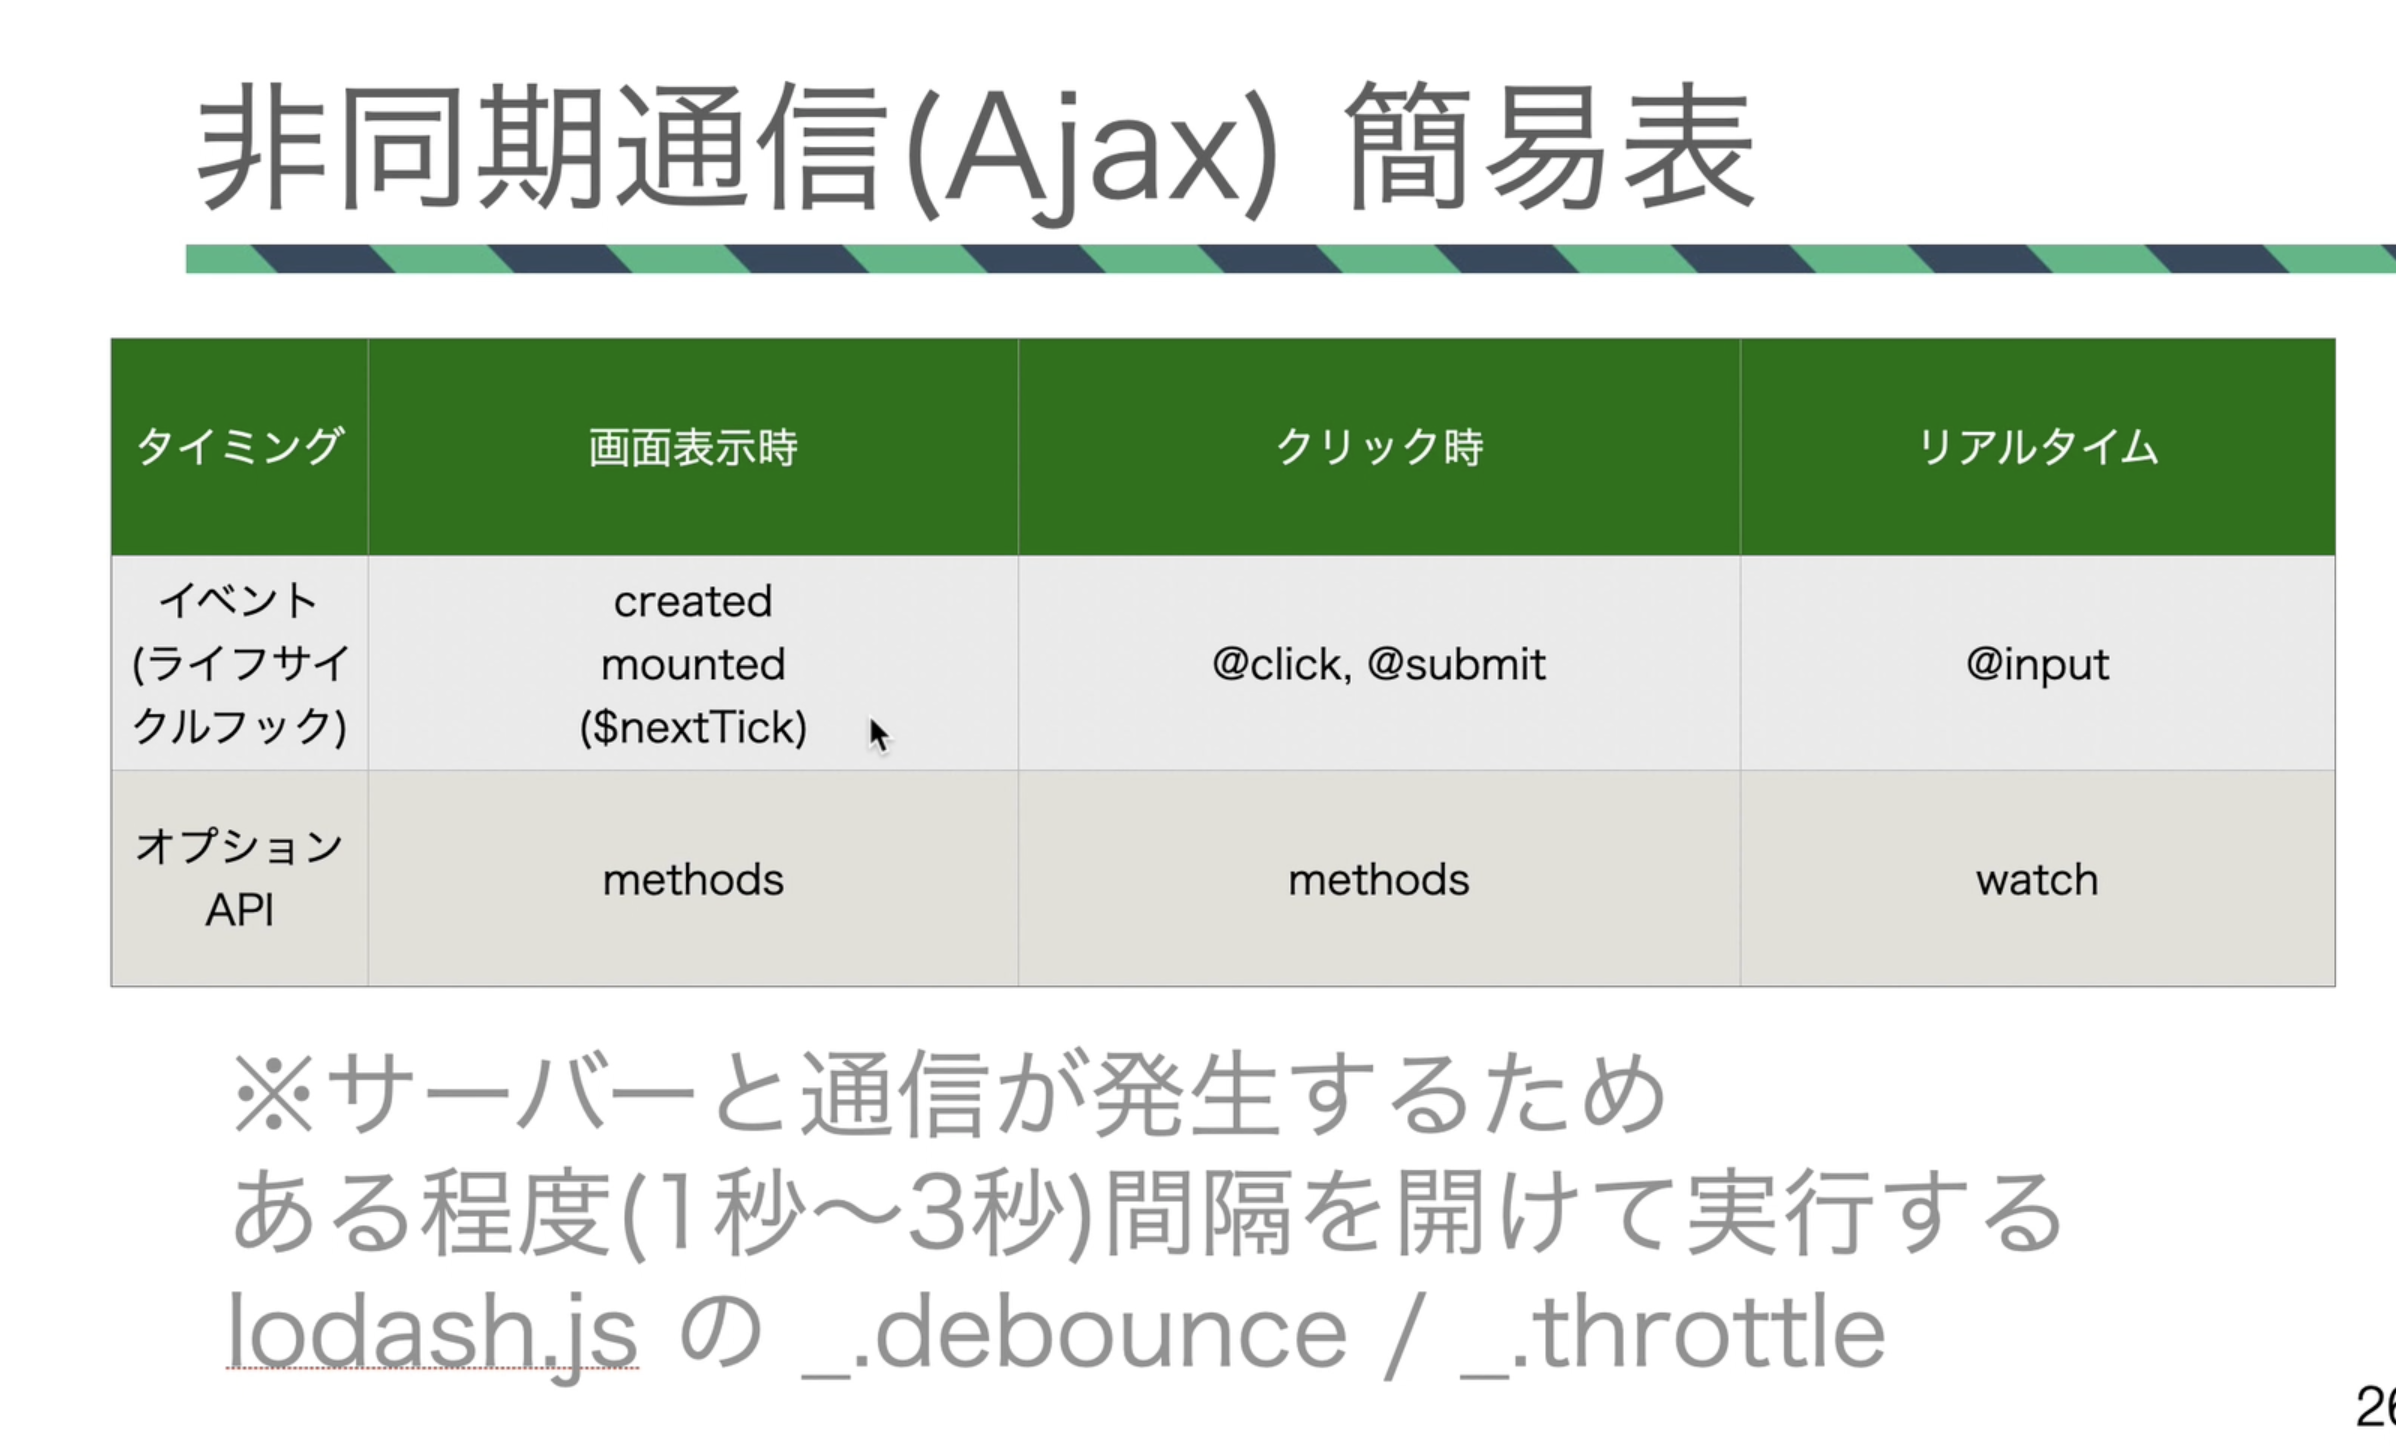 非同期通信(Ajax) 簡易表
タイミング
画面表示時
クリック時
リアルタイム
イベント
(ライフサイ
クルフック)
created
mounted
($nextTick)
@click, @submit
@input
オプション
API
methods
methods
watch
※サーバーと通信が発生するため
ある程度(1秒〜3秒)間隔を開けて実行する
lodash.js の _.debounce / _.throttle